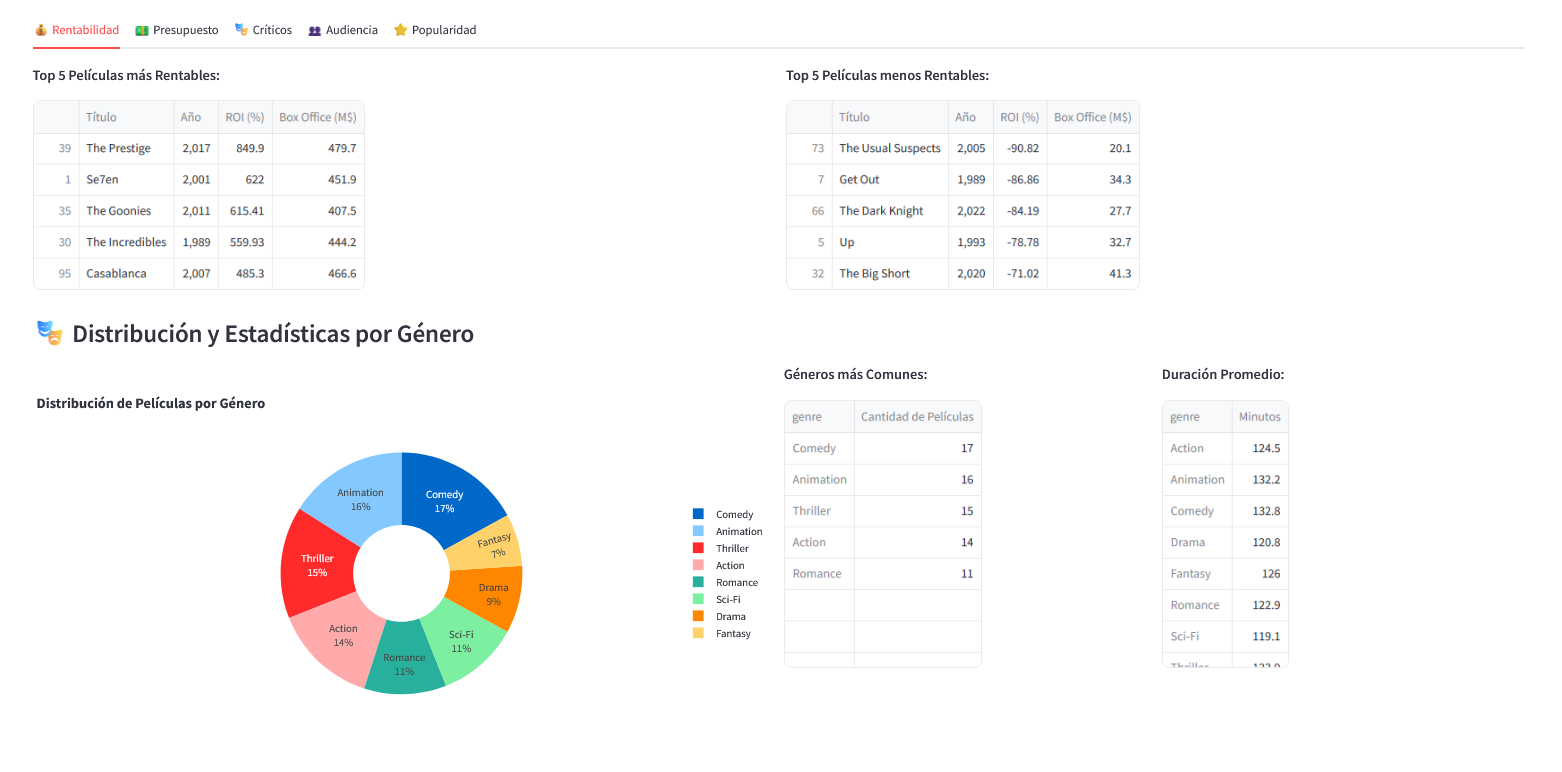 Rentabilidad Presupuesto Críticos Audiencia Popularidad
Top 5 Películas más Rentables:
Título Año ROI (%) Box Office (M$)
39 The Prestige 2,017 849.9 479.7
1 Se7en 2,001 622 451.9
35 The Goonies 2,011 615.41 407.5
30 The Incredibles 1,989 559.93 444.2
95 Casablanca 2,007 485.3 466.6
Top 5 Películas menos Rentables:
Título Año ROI (%) Box Office (M$)
73 The Usual Suspects 2,005 -90.82 20.1
7 Get Out 1,989 -86.86 34.3
66 The Dark Knight 2,022 -84.19 27.7
5 Up 1,993 -78.78 32.7
32 The Big Short 2,020 -71.02 41.3
Distribución y Estadísticas por Género
Distribución de Películas por Género
Comedy
17%
Fantasy
7%
Drama
9%
Sci-Fi
11%
Romance
11%
Action
14%
Thriller
15%
Animation
16%
Comedy
Animation
Thriller
Action
Romance
Sci-Fi
Drama
Fantasy
Géneros más Comunes:
genre Cantidad de Películas
Comedy 17
Animation 16
Thriller 15
Action 14
Romance 11
Duración Promedio:
genre Minutos
Action 124.5
Animation 132.2
Comedy 132.8
Drama 120.8
Fantasy 126
Romance 122.9
Sci-Fi 119.1
Thriller